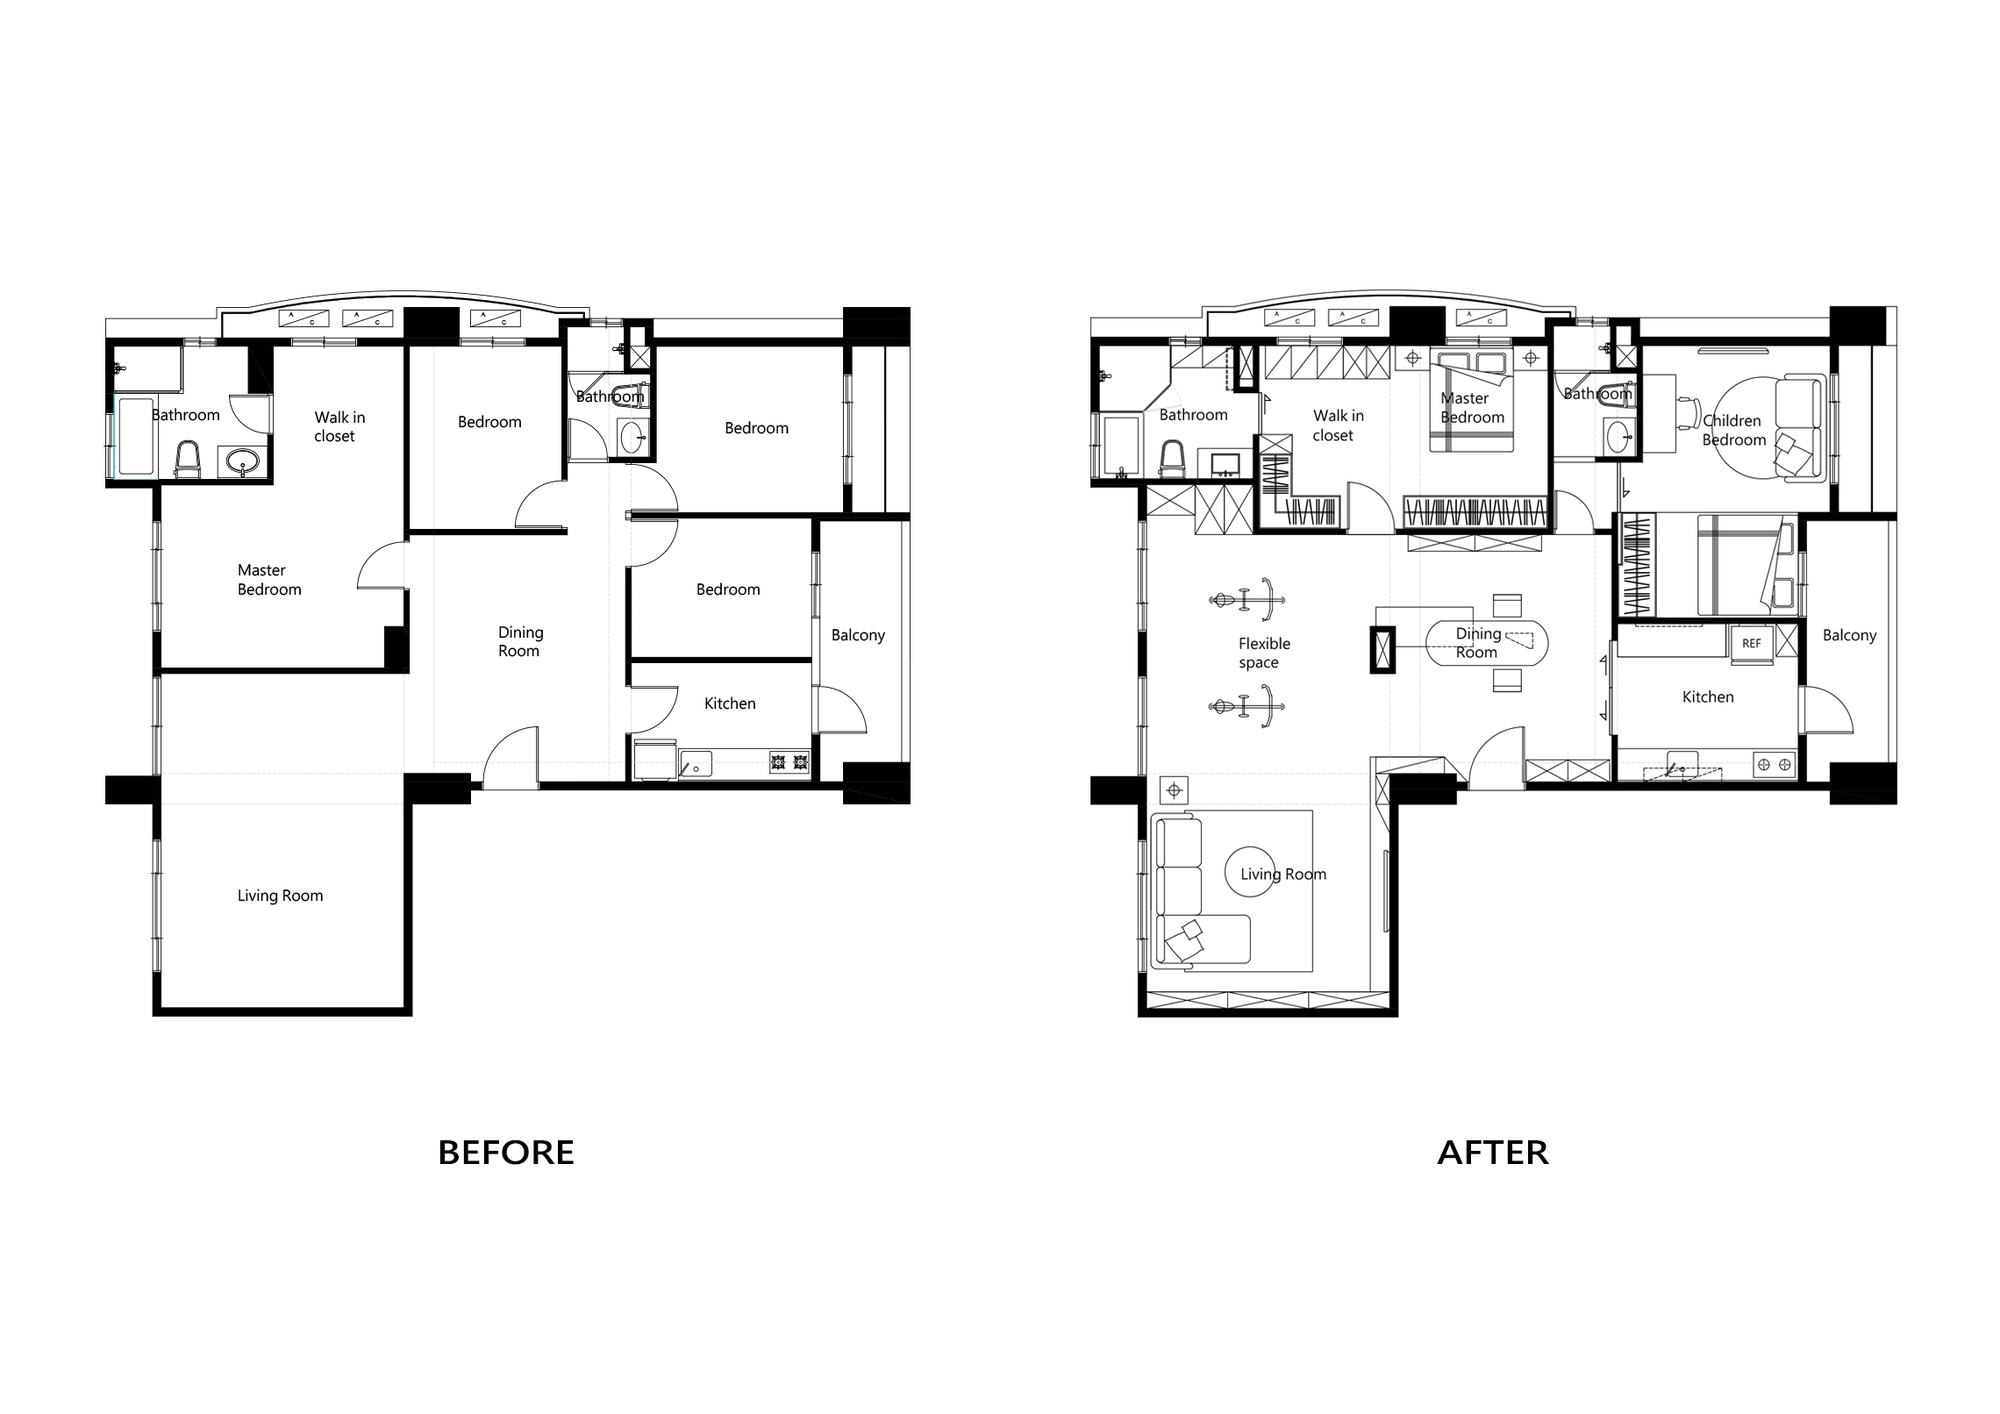 A
C
A
C
A
C
Bathroom
Walk in
closet
Bedroom
Bathroom
Bedroom
Master
Bedroom
Dining
Room
Bedroom
Balcony
Kitchen
Living Room
BEFORE
A
C
A
C
A
C
Bathroom
Walk in
closet
Master
Bedroom
Bathroom
Children
Bedroom
Flexible
space
Dining
Room
REF
Balcony
Kitchen
Living Room
AFTER